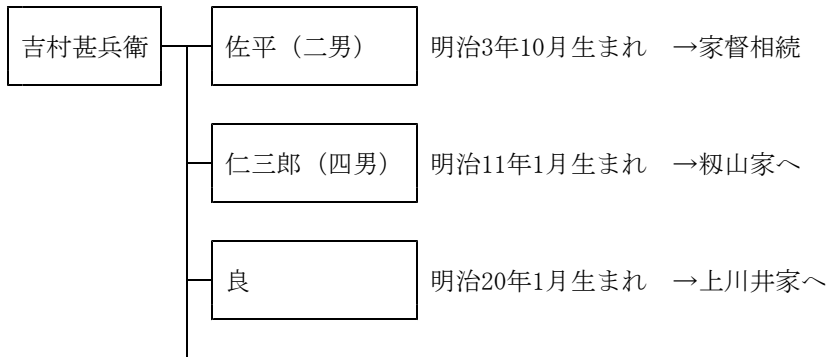 吉村甚兵衛 佐平（二男） 明治3年10月生まれ →家督相続
仁三郎（四男） 明治11年1月生まれ →籾山家へ
良 明治20年1月生まれ →上川井家へ